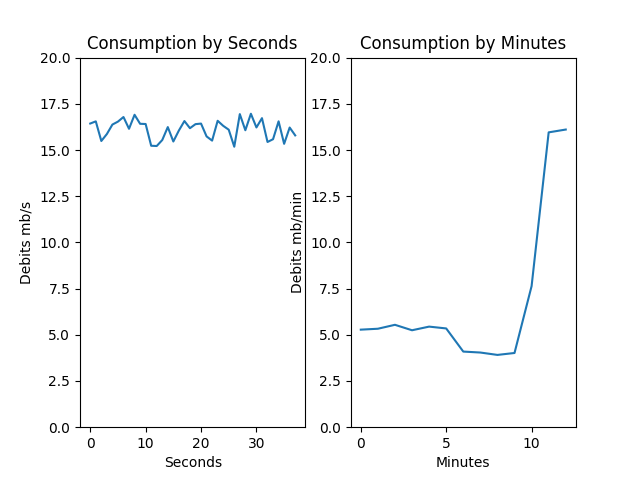 Consumption by Seconds
20.0
17.5
15.0
12.5
10.0
7.5
5.0
2.5
0.0
Debits mb/s
0 10 20 30
Seconds
Consumption by Minutes
20.0
17.5
15.0
12.5
10.0
7.5
5.0
2.5
0.0
Debits mb/min
0 5 10
Minutes